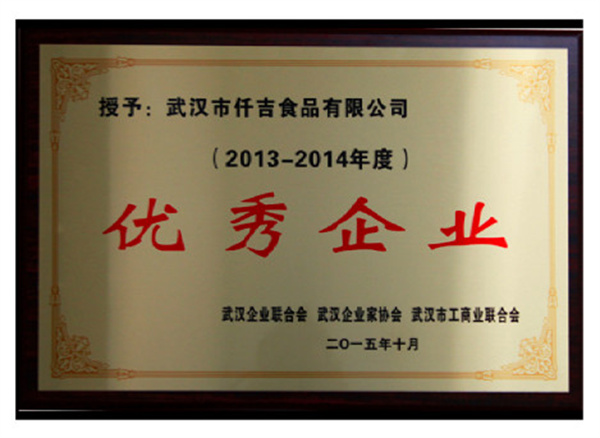 授予：武汉市仟吉食品有限公司
（2013-2014年度）
优秀企业
武汉企业联合会 武汉企业家协会 武汉市工商业联合会
二〇一五年十月